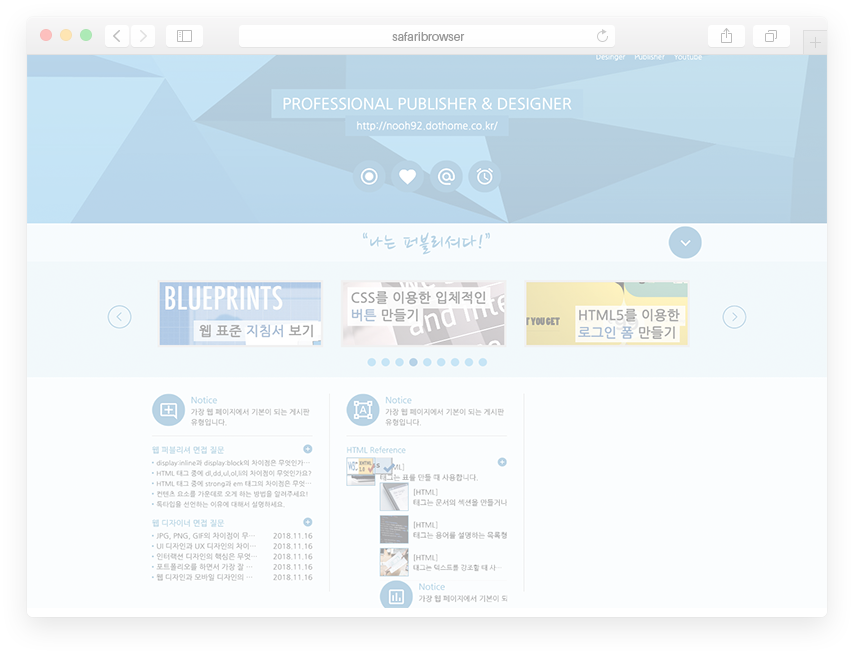 safaribrowser
Desinger Publisher Youtube
PROFESSIONAL PUBLISHER & DESIGNER
http://nooh92.dothome.co.kr/
“나는 퍼블리셔다!”
BLUEPRINTS
웹 표준 지침서 보기
CSS를 이용한 입체적인
버튼 만들기
and inte
T YOU GET
HTML5를 이용한
로그인 폼 만들기
Notice
가장 웹 페이지에서 기본이 되는 게시판
유형입니다.
웹 퍼블리셔 면접 질문
• display:inline과 display:block의 차이점은 무엇인가…
• HTML 태그 중에 dl,dd,ul,ol,li의 차이점이 무엇인가요?
• HTML 태그 중에 strong과 em 태그의 차이점은 무엇…
• 컨텐츠 요소를 가운데로 오게 하는 방법을 알려주세요!
• 독타입을 선언하는 이유에 대해서 설명하세요.
웹 디자이너 면접 질문
• JPG, PNG, GIF의 차이점이 무… 2018.11.16
• UI 디자인과 UX 디자인의 차이… 2018.11.16
• 인터랙션 디자인의 핵심은 무엇… 2018.11.16
• 포트폴리오를 하면서 가장 잘 … 2018.11.16
• 웹 디자인과 모바일 디자인의 … 2018.11.16
Notice
가장 웹 페이지에서 기본이 되는 게시판
유형입니다.
HTML Reference
ML]
태그는 표를 만들 때 사용합니다.
[HTML]
태그는 문서의 섹션을 만들거나
[HTML]
태그는 용어를 설명하는 목록형
[HTML]
태그는 텍스트를 강조할 때 사…
Notice
가장 웹 페이지에서 기본이 되